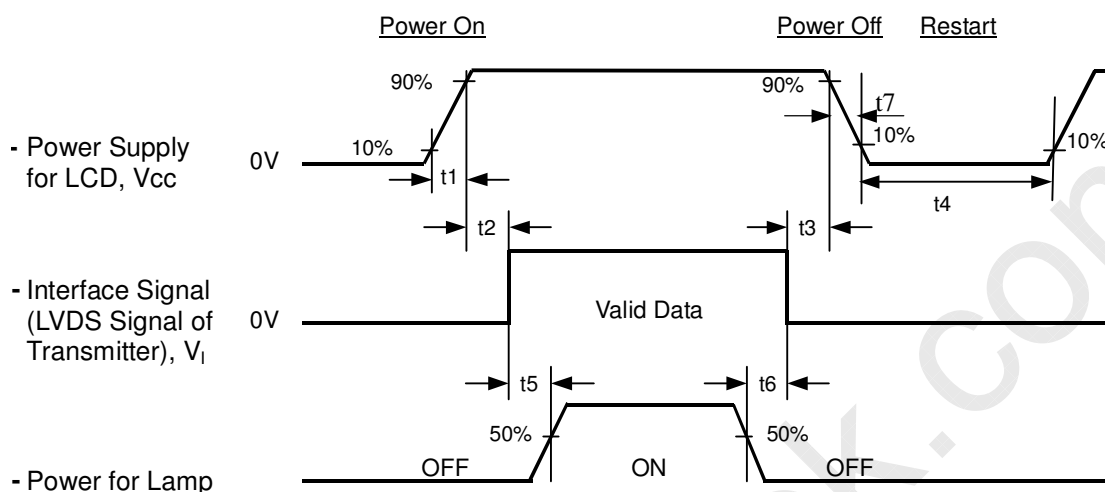 Power On
Power Off
Restart
90%
90%
t7
- Power Supply
for LCD, Vcc
0V
10%
10%
10%
t1
t4
t2
t3
- Interface Signal
(LVDS Signal of
Transmitter), VI
0V
Valid Data
t5
t6
50%
50%
OFF
ON
OFF
- Power for Lamp
k.com